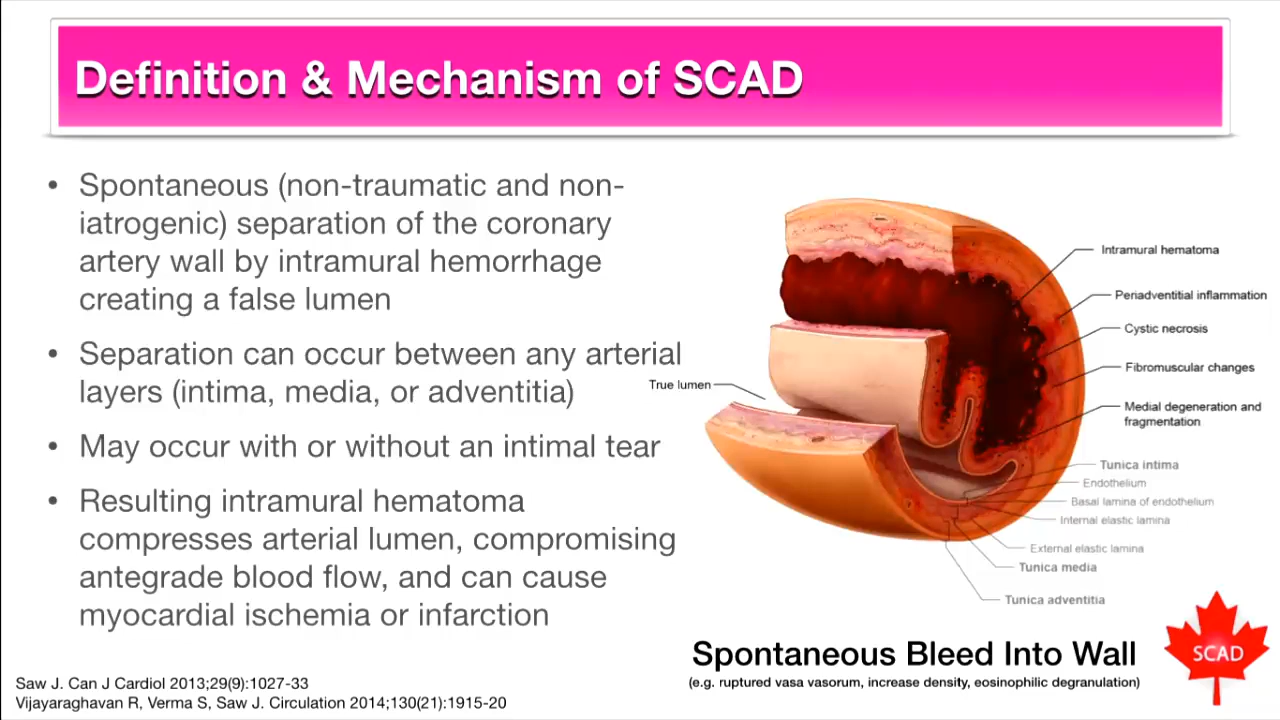 Definition & Mechanism of SCAD
• Spontaneous (non-traumatic and non-
iatrogenic) separation of the coronary
artery wall by intramural hemorrhage
creating a false lumen
• Separation can occur between any arterial
layers (intima, media, or adventitia)
• May occur with or without an intimal tear
• Resulting intramural hematoma
compresses arterial lumen, compromising
antegrade blood flow, and can cause
myocardial ischemia or infarction
True lumen
Intramural hematoma
Periadventitial inflammation
Cystic necrosis
Fibromuscular changes
Medial degeneration and
fragmentation
Tunica intima
Endothelium
Basal lamina of endothelium
Internal elastic lamina
External elastic lamina
Tunica media
Tunica adventitia
Spontaneous Bleed Into Wall
(e.g. ruptured vasa vasorum, increase density, eosinophilic degranulation)
SCAD
Saw J. Can J Cardiol 2013;29(9):1027-33
Vijayaraghavan R, Verma S, Saw J. Circulation 2014;130(21):1915-20